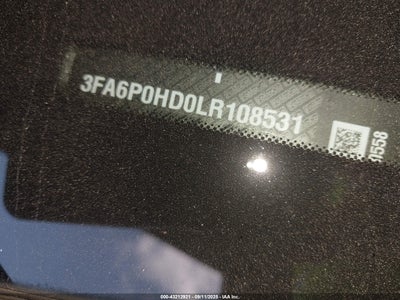 3FA6P0HD0LR108531
0558
000-43212921 - 09/11/2025 - IAA Inc.